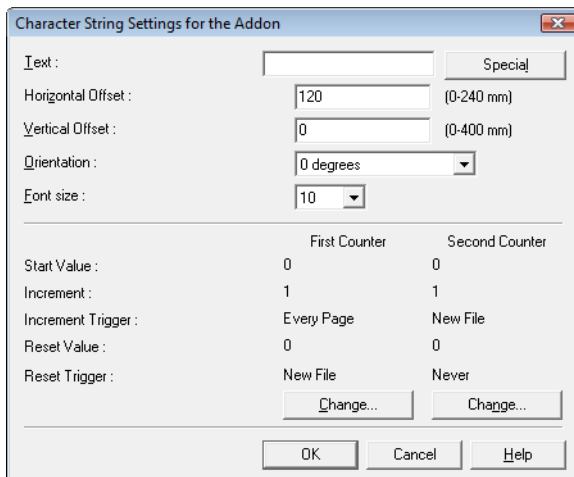 Character String Settings for the Addon
Text : Special
Horizontal Offset : 120 (0-240 mm)
Vertical Offset : 0 (0-400 mm)
Orientation : 0 degrees
Font size : 10
First Counter Second Counter
Start Value : 0 0
Increment : 1 1
Increment Trigger : Every Page New File
Reset Value : 0 0
Reset Trigger : New File Never
Change... Change...
OK Cancel Help